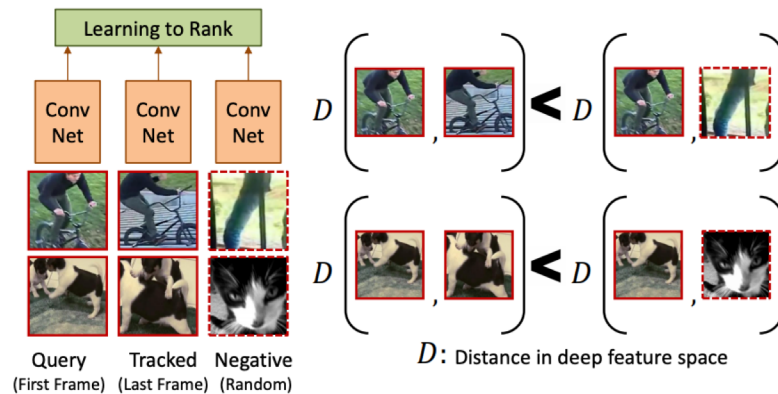 Learning to Rank
Conv
Net
Conv
Net
Conv
Net
Query
(First Frame)
Tracked
(Last Frame)
Negative
(Random)
D ( , ) < D ( , )
D ( , ) < D ( , )
D: Distance in deep feature space